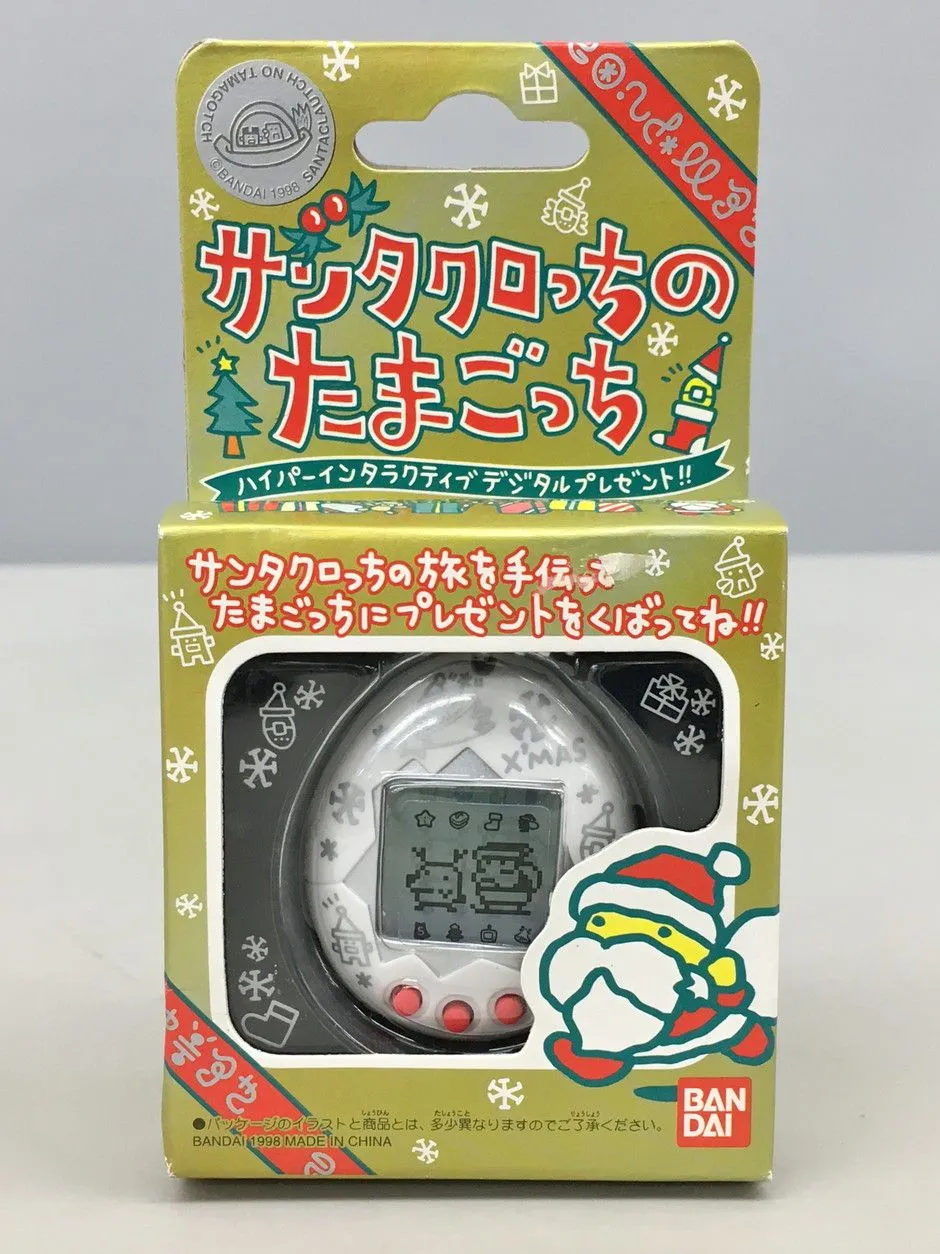 SANTACLAUTCH NO TAMAGOTCH
©BANDAI 1998
サンタクロっちの
たまごっち
ハイパーインタラクティブデジタルプレゼント!!
サンタクロっちの旅を手伝って
たまごっちにプレゼントをくばってね!!
X'MAS
●パッケージのイラストと商品とは、多少異なりますのでご了承ください。
BANDAI 1998 MADE IN CHINA
BAN
DAI